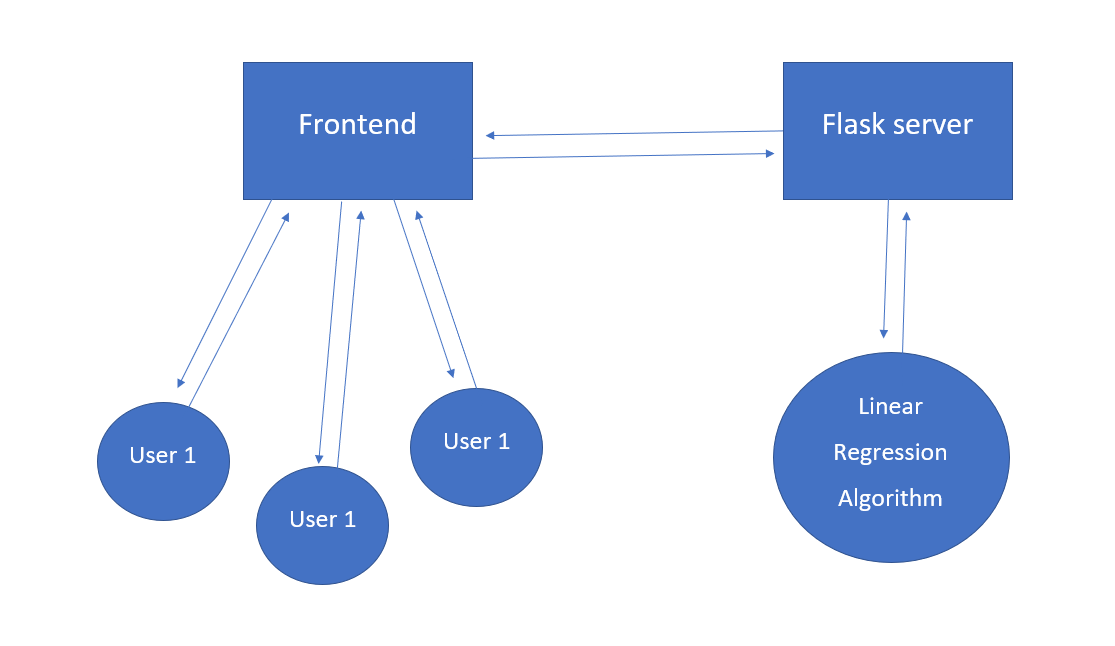 Frontend
Flask server
User 1
User 1
User 1
Linear
Regression
Algorithm